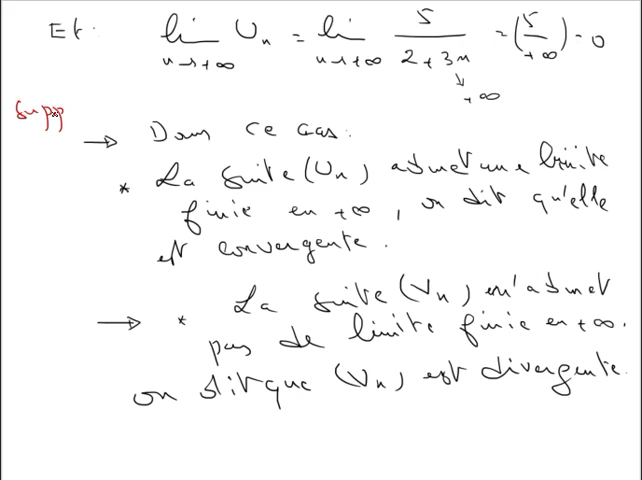 Et: lim Un = lim 5/(2+3n) = (5/+∞) = 0
n→+∞ n→+∞ ↓ +∞
Supp
→ Dans ce cas:
* La suite (Un) admet une limite
finie en +∞, on dit qu'elle
est convergente.
→ * La suite (Vn) n'admet
pas de limite finie en +∞.
on dit que (Vn) est divergente.